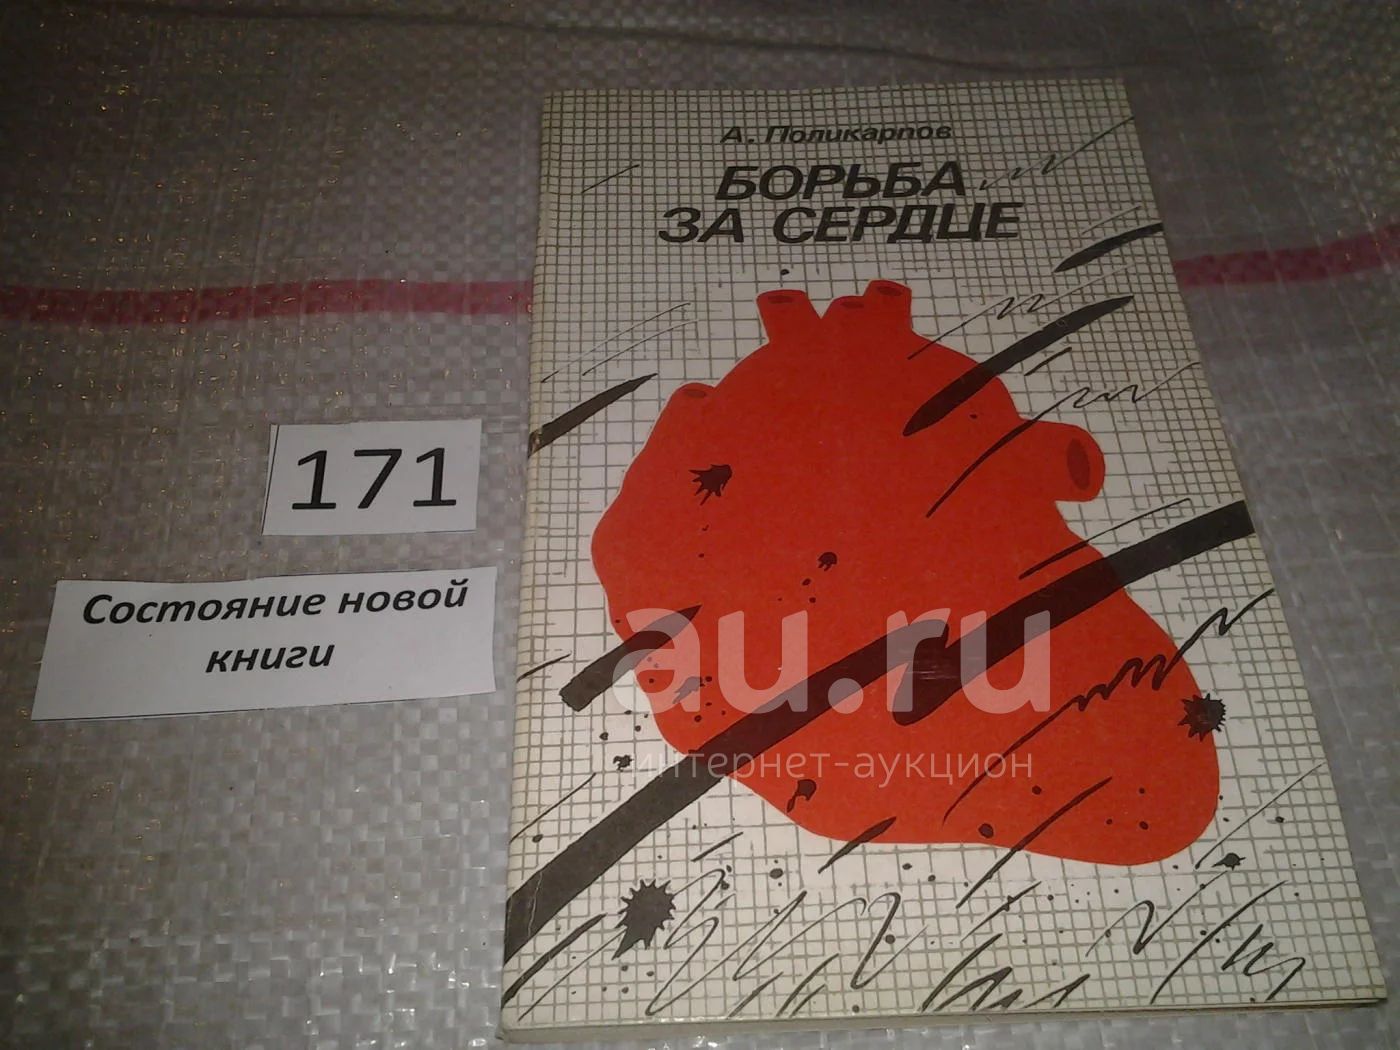 А. Поликарпов
БОРЬБА
ЗА СЕРДЦЕ
171
Состояние новой
книги
au.ru
интернет-аукцион